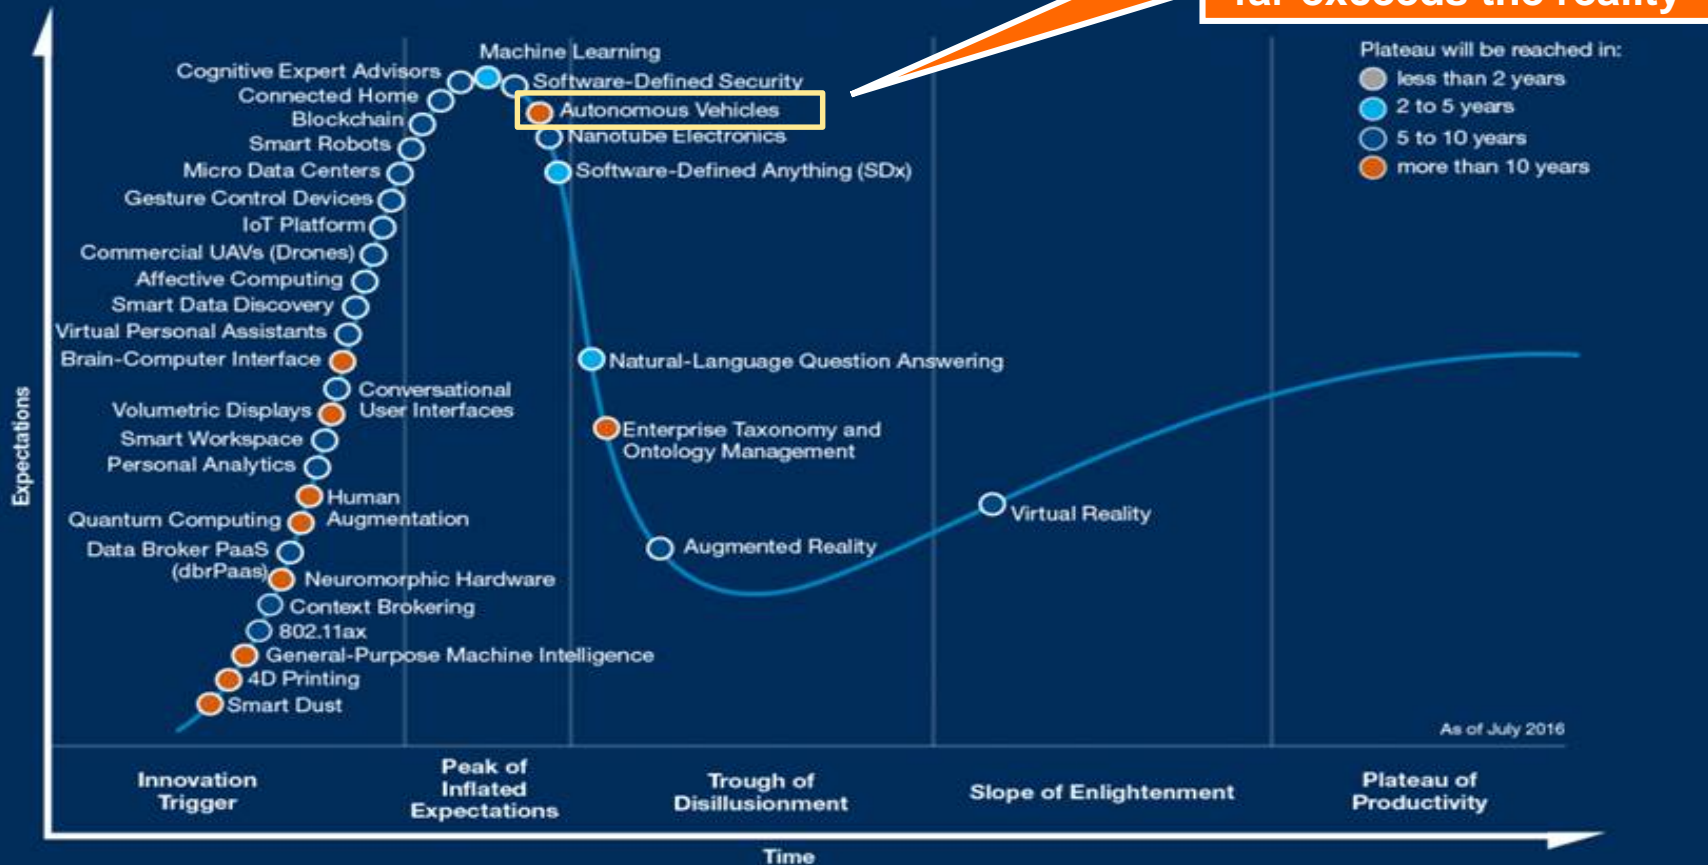 far exceeds the reality
Machine Learning
Cognitive Expert Advisors
Software-Defined Security
Connected Home
Autonomous Vehicles
Blockchain
Nanotube Electronics
Smart Robots
Micro Data Centers
Software-Defined Anything (SDx)
Gesture Control Devices
IoT Platform
Commercial UAVs (Drones)
Affective Computing
Smart Data Discovery
Virtual Personal Assistants
Brain-Computer Interface
Natural-Language Question Answering
Conversational
User Interfaces
Volumetric Displays
Enterprise Taxonomy and
Ontology Management
Smart Workspace
Personal Analytics
Human
Augmentation
Quantum Computing
Virtual Reality
Data Broker PaaS
(dbrPaas)
Augmented Reality
Neuromorphic Hardware
Context Brokering
802.11ax
General-Purpose Machine Intelligence
4D Printing
Smart Dust
Plateau will be reached in:
less than 2 years
2 to 5 years
5 to 10 years
more than 10 years
As of July 2016
Expectations
Innovation
Trigger
Peak of
Inflated
Expectations
Trough of
Disillusionment
Slope of Enlightenment
Plateau of
Productivity
Time